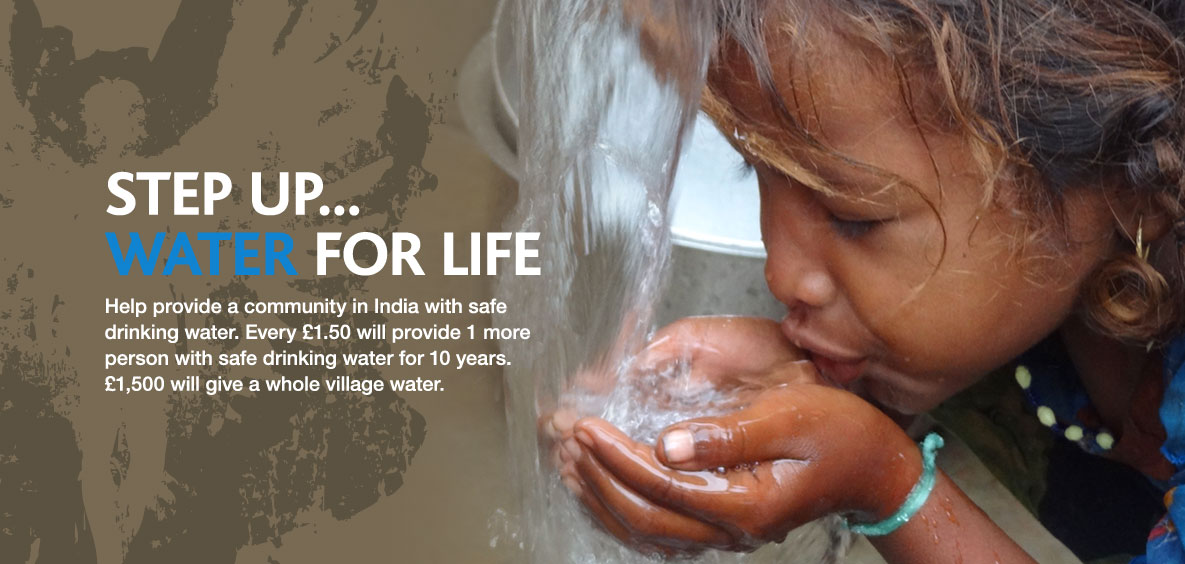 STEP UP...
WATER FOR LIFE
Help provide a community in India with safe
drinking water. Every £1.50 will provide 1 more
person with safe drinking water for 10 years.
£1,500 will give a whole village water.